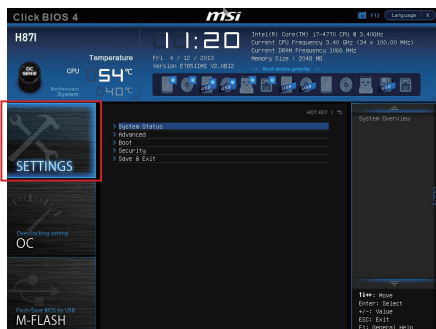 Click BIOS 4
msi
F12
Language
X
H87I
11:20
Intel(R) Core(TM) i7-4770 CPU @ 3.40GHz
Current CPU Frequency 3.40 GHz (34 x 100.00 MHz)
Current DRAM Frequency 1066 MHz
Memory Size : 2048 MB
Fri 4 / 12 / 2013
Version E7851IMS V2.0B12
Boot device priority
Temperature
OC GENIE
CPU
54°C
Motherboard
System
40°C
HOT KEY
SETTINGS
> System Status
> Advanced
> Boot
> Security
> Save & Exit
System Overview
Overclocking setting
OC
Flash/Save BIOS by USB
M-FLASH
: Move
Enter: Select
+/-: Value
ESC: Exit
F1: General Help